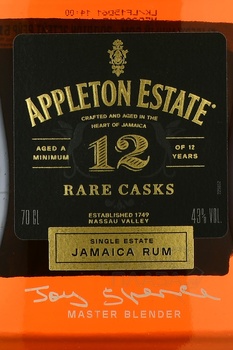 APPLETON ESTATE
CRAFTED AND AGED IN THE
HEART OF JAMAICA
AGED A
MINIMUM
12
OF 12
YEARS
RARE CASKS
70 CL
ESTABLISHED 1749
NASSAU VALLEY
43% VOL.
SINGLE ESTATE
JAMAICA RUM
Joy Spence
MASTER BLENDER